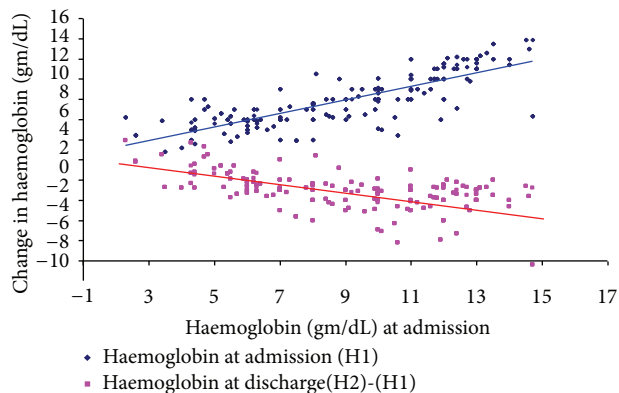 Change in haemoglobin (gm/dL)
16
14
12
10
8
6
4
2
0
−2
−4
−6
−8
−10
−1 3 5 7 9 11 13 15 17
Haemoglobin (gm/dL) at admission
Haemoglobin at admission (H1)
Haemoglobin at discharge(H2)-(H1)